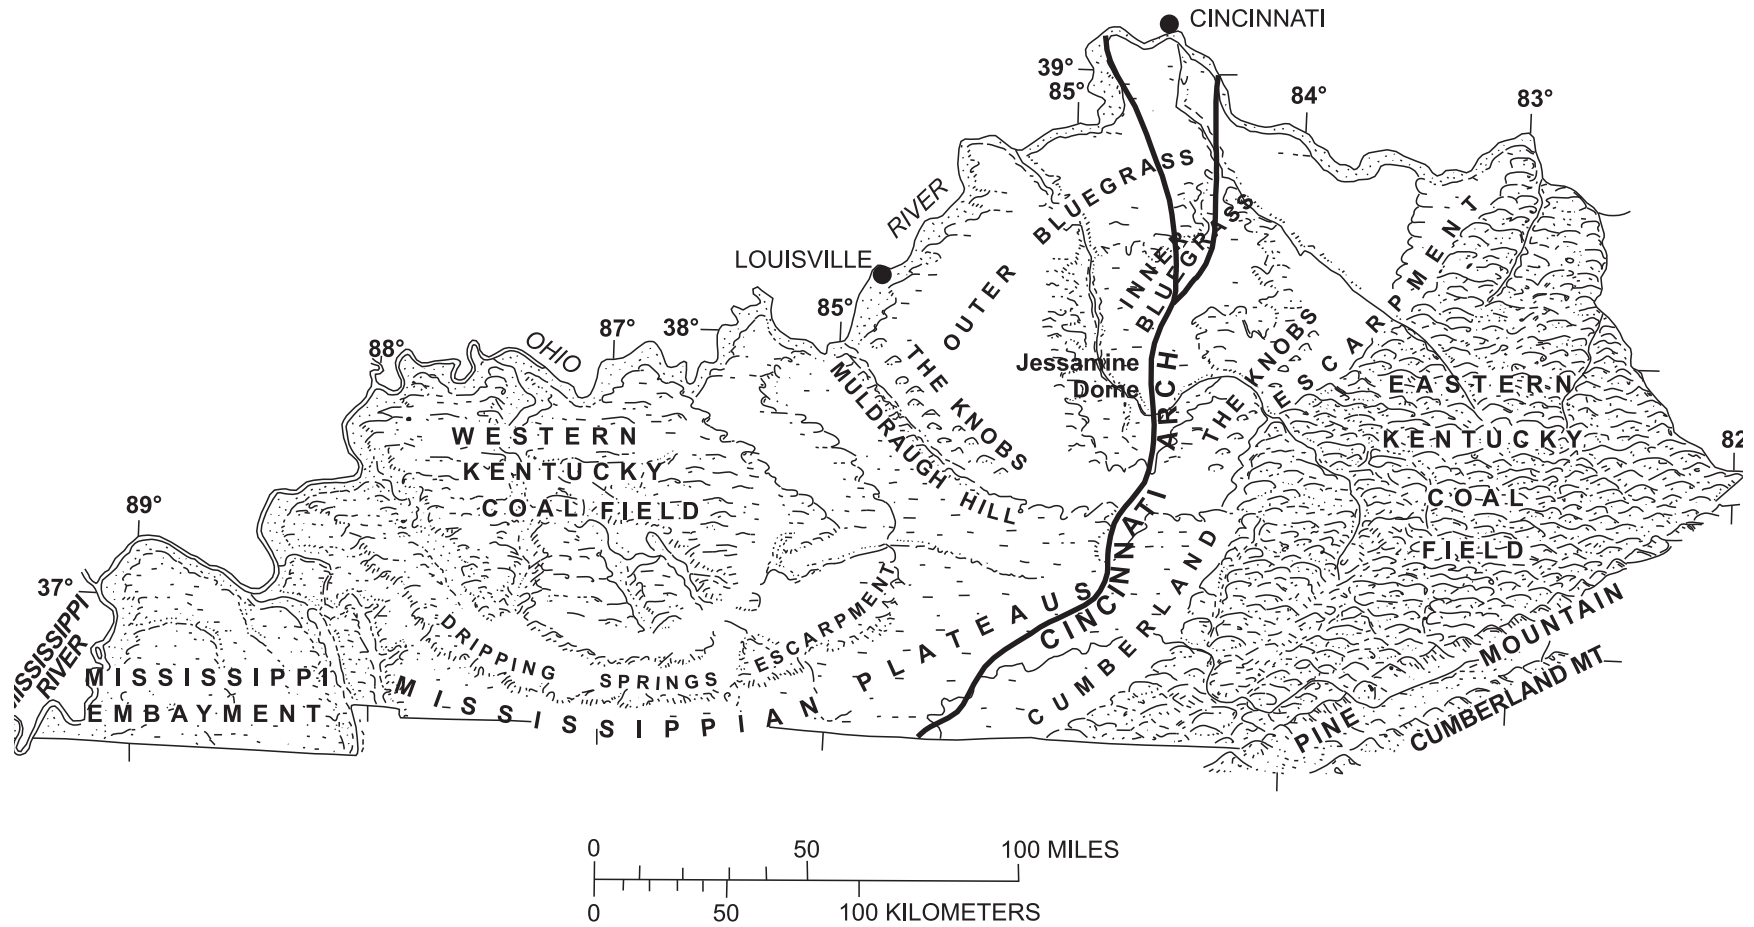 CINCINNATI
39°
85°
84°
83°
RIVER
BLUEGRASS
LOUISVILLE
OUTER
INNER
BLUEGRASS
85°
88°
OHIO
87°
38°
THE KNOBS
MULDRAUGH HILL
Jessamine
Dome
CINCINNATI ARCH
THE KNOBS
ESCARPMENT
EASTERN
KENTUCKY
COAL
FIELD
82
WESTERN
KENTUCKY
COAL FIELD
89°
37°
MISSISSIPPI
RIVER
MISSISSIPPI
EMBAYMENT
DRIPPING
SPRINGS
ESCARPMENT
MISSISSIPPIAN PLATEAUS
CUMBERLAND
PINE MOUNTAIN
CUMBERLAND MT
0 50 100 MILES
0 50 100 KILOMETERS